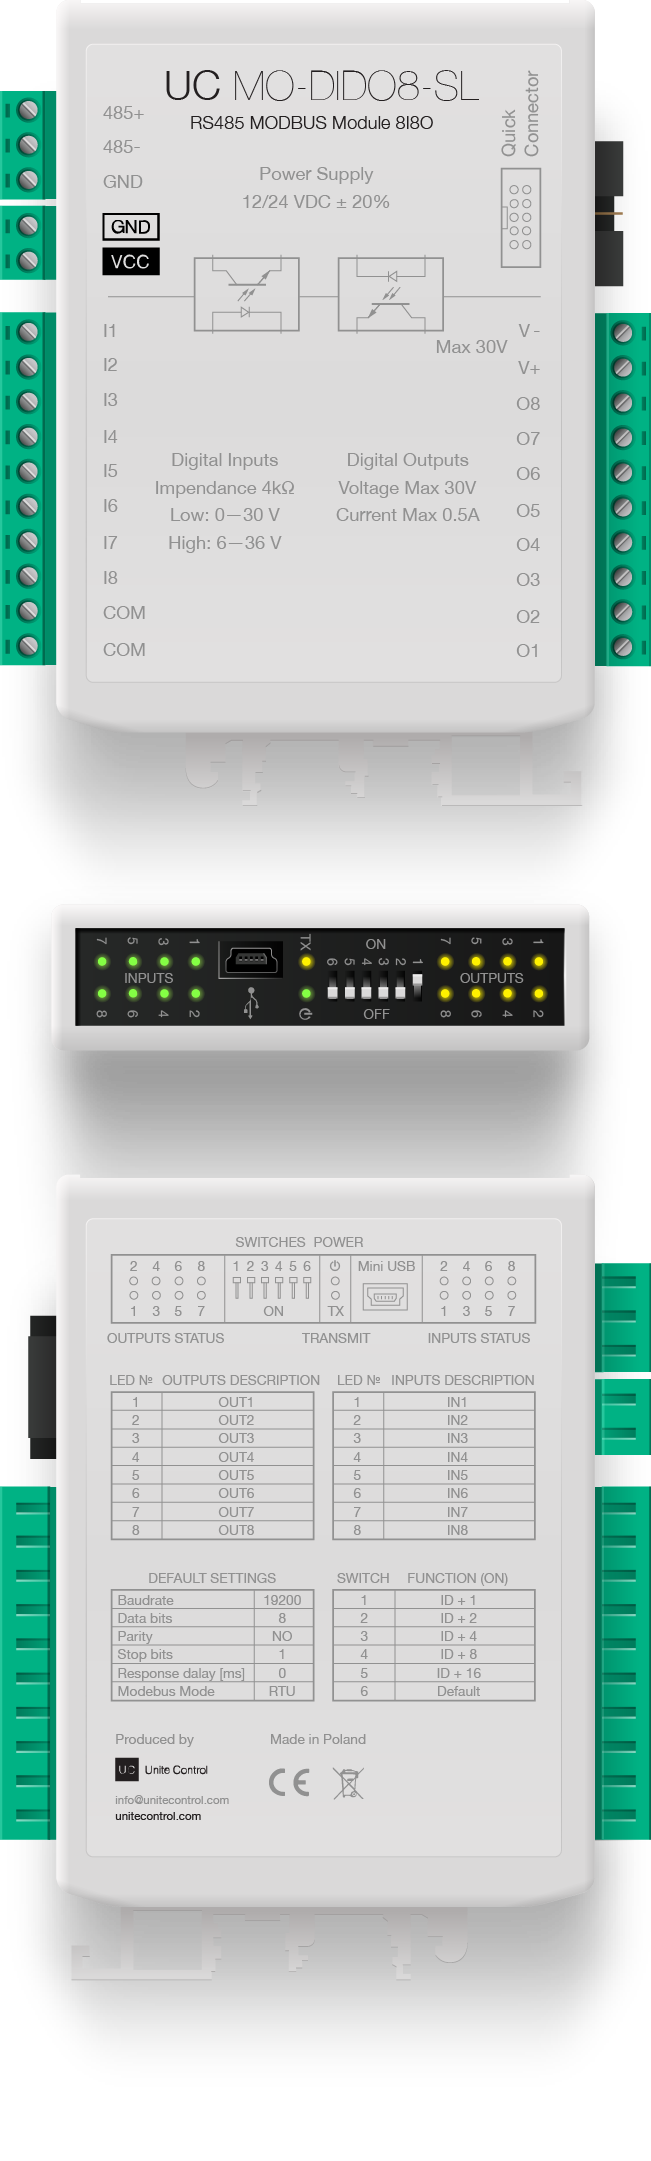 UC MO-DIDO8-SL
RS485 MODBUS Module 8I8O
Quick
Connector
485+
485-
GND
GND
VCC
Power Supply
12/24 VDC ± 20%
Max 30V
I1
I2
I3
I4
I5
I6
I7
I8
COM
COM
Digital Inputs
Impendance 4kΩ
Low: 0—30 V
High: 6—36 V
Digital Outputs
Voltage Max 30V
Current Max 0.5A
V -
V+
O8
O7
O6
O5
O4
O3
O2
O1
7 5 3 1
INPUTS
8 6 4 2
TX
ON
6 5 4 3 2 1
OFF
7 5 3 1
OUTPUTS
8 6 4 2
SWITCHES POWER
2 4 6 8 1 2 3 4 5 6 Mini USB 2 4 6 8
1 3 5 7 ON TX 1 3 5 7
OUTPUTS STATUS TRANSMIT INPUTS STATUS
LED № OUTPUTS DESCRIPTION
1 OUT1
2 OUT2
3 OUT3
4 OUT4
5 OUT5
6 OUT6
7 OUT7
8 OUT8
LED № INPUTS DESCRIPTION
1 IN1
2 IN2
3 IN3
4 IN4
5 IN5
6 IN6
7 IN7
8 IN8
DEFAULT SETTINGS
Baudrate 19200
Data bits 8
Parity NO
Stop bits 1
Response dalay [ms] 0
Modebus Mode RTU
SWITCH FUNCTION (ON)
1 ID + 1
2 ID + 2
3 ID + 4
4 ID + 8
5 ID + 16
6 Default
Produced by
UC Unite Control
info@unitecontrol.com
unitecontrol.com
Made in Poland
CE